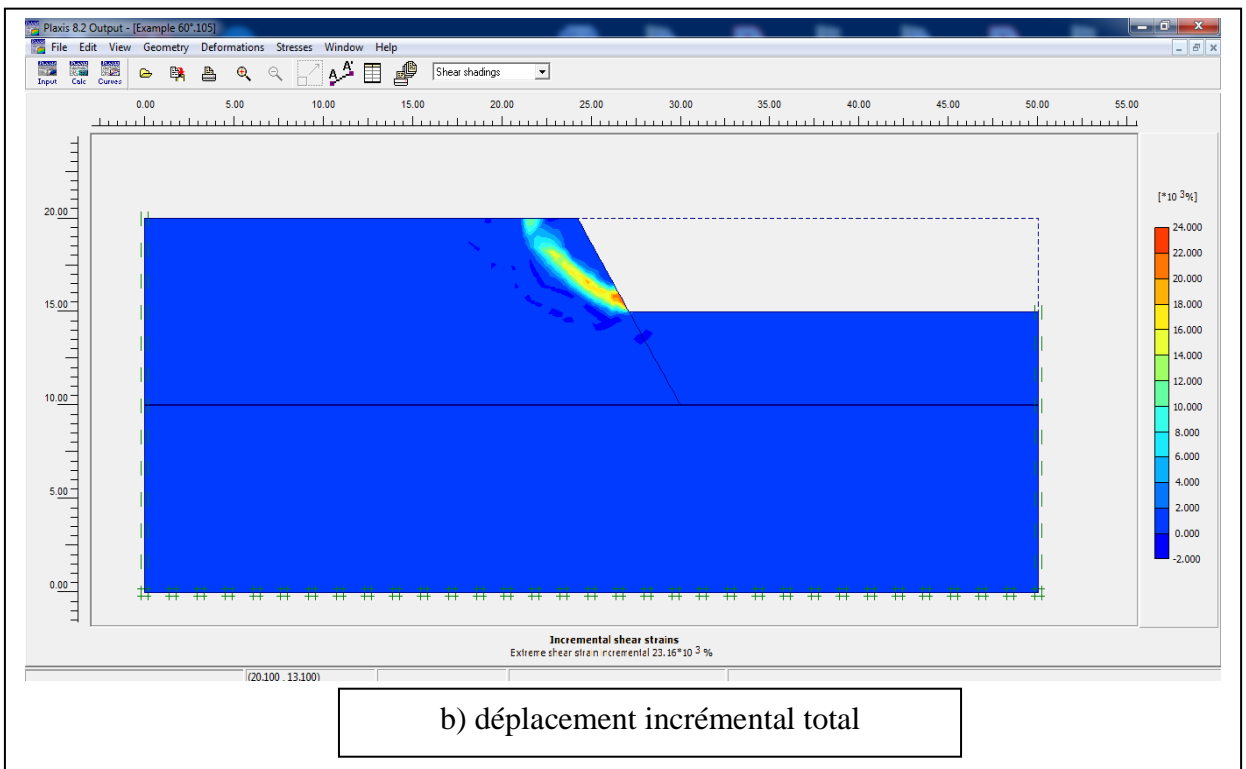 Plaxis 8.2 Output - [Example 60°.105]
File Edit View Geometry Deformations Stresses Window Help
Input Calc Curves Shear shadings
0.00 5.00 10.00 15.00 20.00 25.00 30.00 35.00 40.00 45.00 50.00 55.00
[*10 3%]
20.00
15.00
10.00
5.00
0.00
24.000
22.000
20.000
18.000
16.000
14.000
12.000
10.000
8.000
6.000
4.000
2.000
0.000
-2.000
Incremental shear strains
Extreme shear strain incremental 23.16*10 3 %
(20.100 , 13.100)
b) déplacement incrémental total